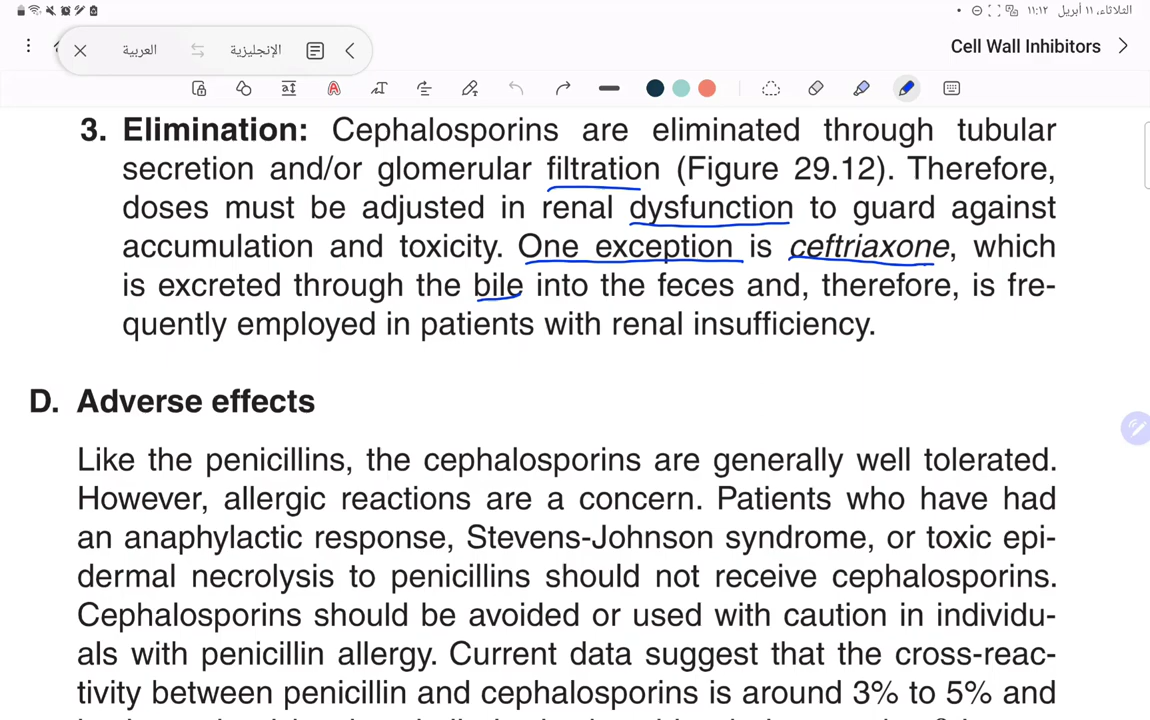 الثلاثاء، ١١ أبريل ١١:١٢
العربية الإنجليزية
Cell Wall Inhibitors
3. Elimination: Cephalosporins are eliminated through tubular
secretion and/or glomerular filtration (Figure 29.12). Therefore,
doses must be adjusted in renal dysfunction to guard against
accumulation and toxicity. One exception is ceftriaxone, which
is excreted through the bile into the feces and, therefore, is fre-
quently employed in patients with renal insufficiency.
D. Adverse effects
Like the penicillins, the cephalosporins are generally well tolerated.
However, allergic reactions are a concern. Patients who have had
an anaphylactic response, Stevens-Johnson syndrome, or toxic epi-
dermal necrolysis to penicillins should not receive cephalosporins.
Cephalosporins should be avoided or used with caution in individu-
als with penicillin allergy. Current data suggest that the cross-reac-
tivity between penicillin and cephalosporins is around 3% to 5% and